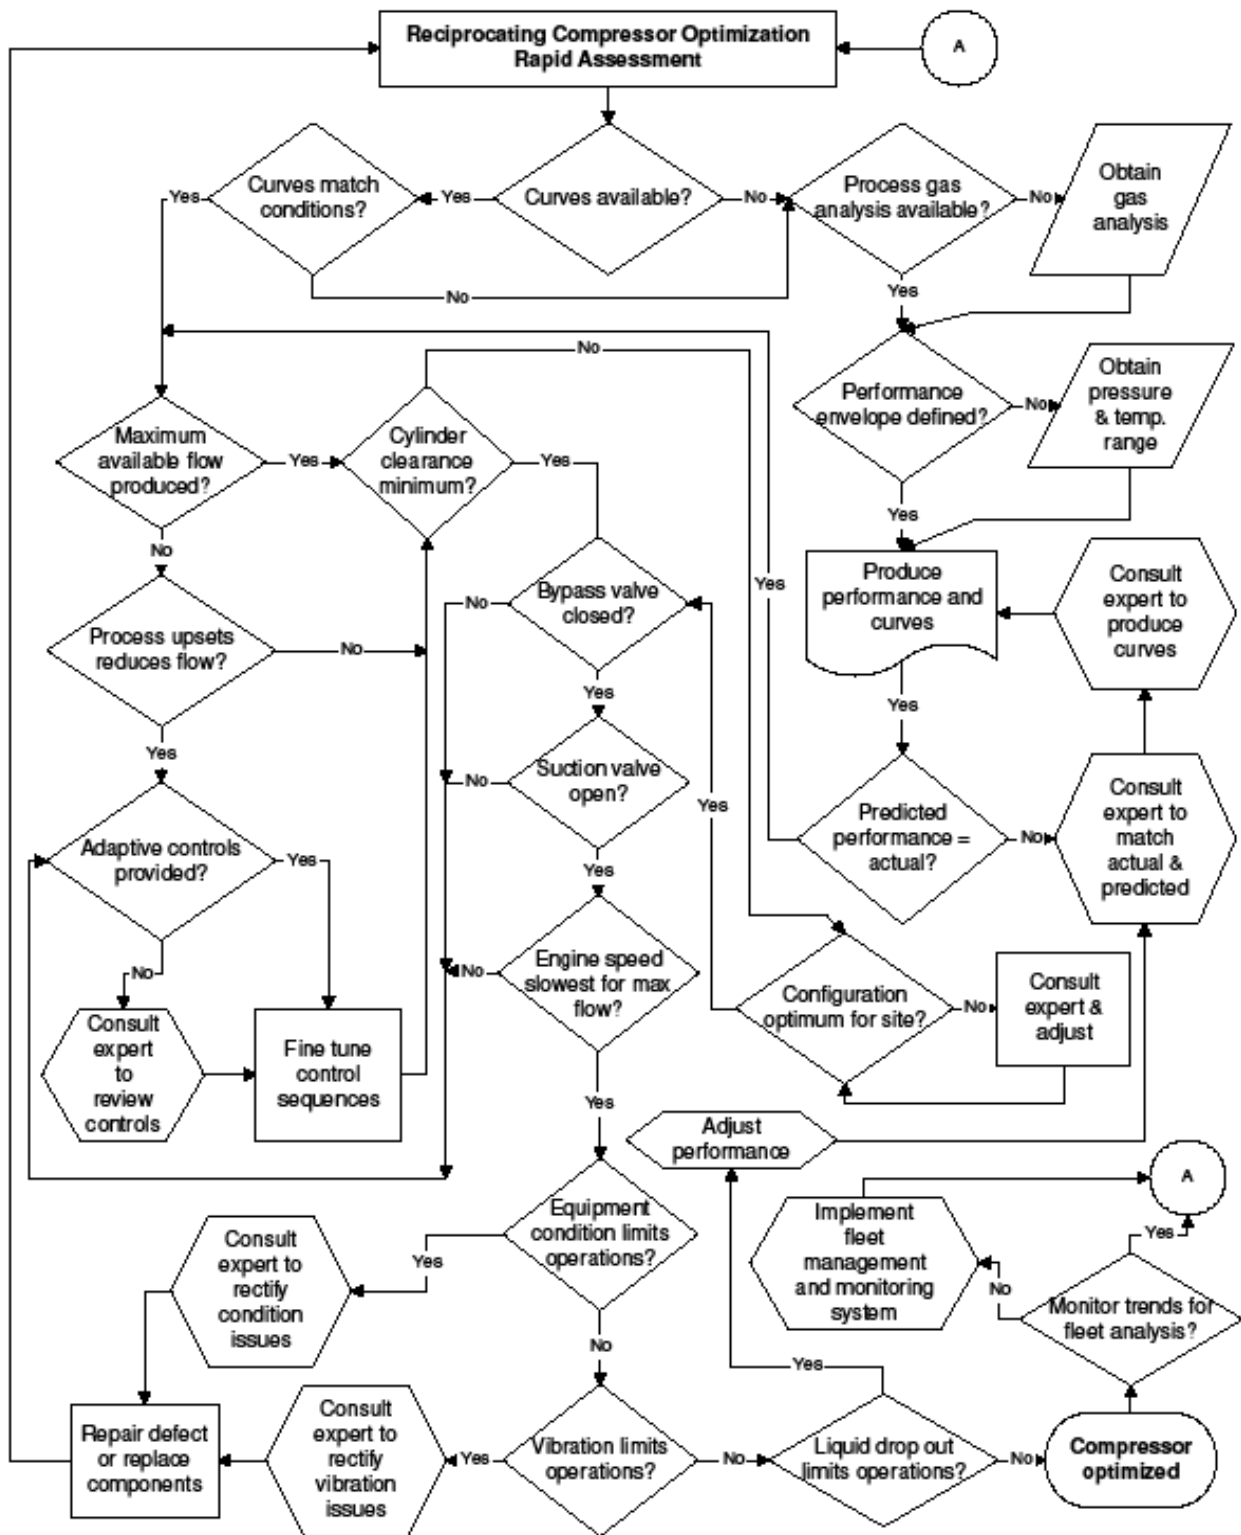 Reciprocating Compressor Optimization
Rapid Assessment
A
Curves match
conditions?
Yes
Yes
Curves available?
No
Process gas
analysis available?
No
Obtain
gas
analysis
No
Yes
No
Performance
envelope defined?
No
Obtain
pressure
& temp.
range
Maximum
available flow
produced?
Yes
Cylinder
clearance
minimum?
Yes
Yes
No
Process upsets
reduces flow?
No
No
Bypass valve
closed?
Yes
Produce
performance and
curves
Consult
expert to
produce
curves
Yes
Yes
Yes
No
Suction valve
open?
Yes
Predicted
performance =
actual?
No
Consult
expert to
match
actual &
predicted
Adaptive controls
provided?
Yes
Yes
No
No
Engine speed
slowest for max
flow?
Configuration
optimum for site?
No
Consult
expert &
adjust
Consult
expert
to
review
controls
Fine tune
control
sequences
Yes
Adjust
performance
A
Equipment
condition limits
operations?
Yes
Consult
expert to
rectify
condition
issues
Implement
fleet
management
and monitoring
system
Yes
No
Monitor trends for
fleet analysis?
No
Yes
Repair defect
or replace
components
Consult
expert to
rectify
vibration
issues
Yes
Vibration limits
operations?
No
Liquid drop out
limits operations?
No
Compressor
optimized